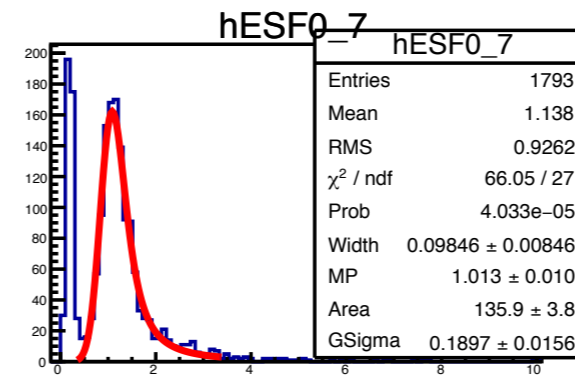 hESF0_7
hESF0_7
Entries 1793
Mean 1.138
RMS 0.9262
χ² / ndf 66.05 / 27
Prob 4.033e−05
Width 0.09846 ± 0.00846
MP 1.013 ± 0.010
Area 135.9 ± 3.8
GSigma 0.1897 ± 0.0156
200
180
160
140
120
100
80
60
40
20
0
0 2 4 6 8 10